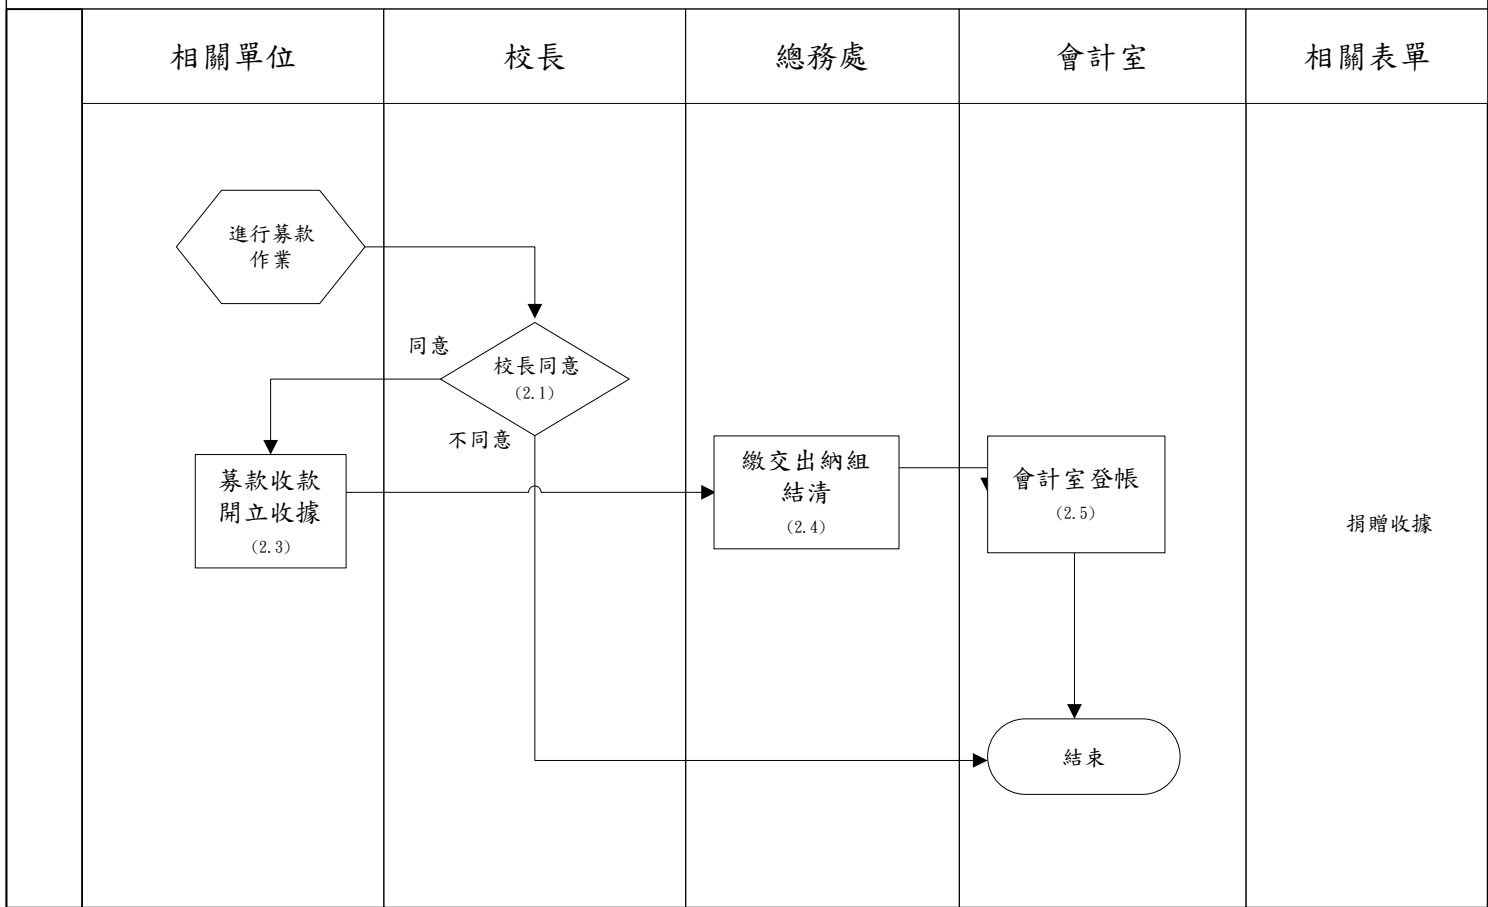 相關單位
校長
總務處
會計室
相關表單
進行募款
作業
同意
校長同意
(2.1)
不同意
募款收款
開立收據
(2.3)
繳交出納組
結清
(2.4)
會計室登帳
(2.5)
捐贈收據
結束